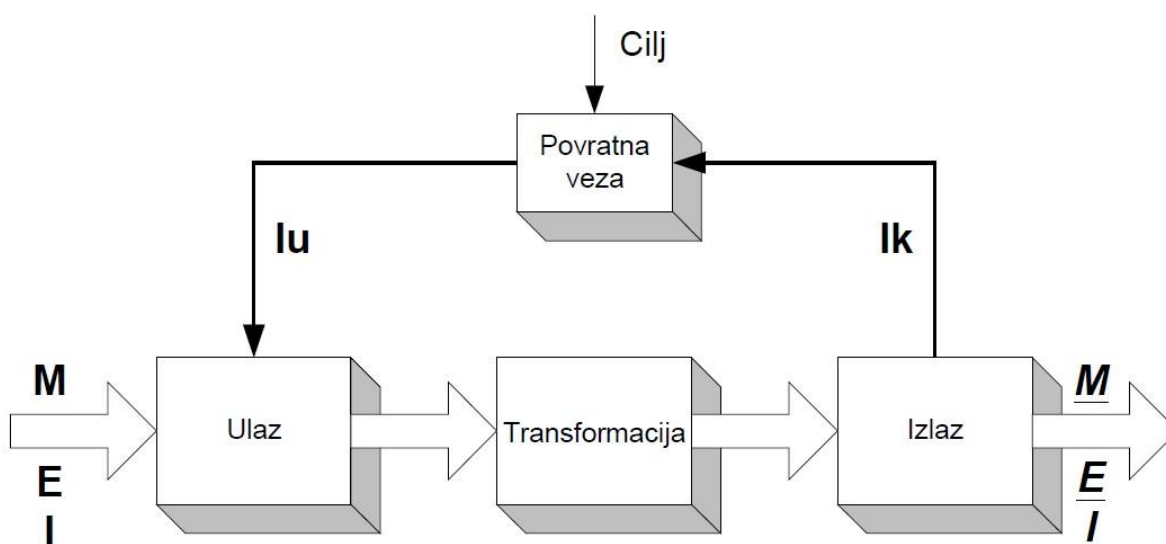 Cilj
Povratna
veza
Iu
Ik
M
E
I
Ulaz
Transformacija
Izlaz
M
E
I